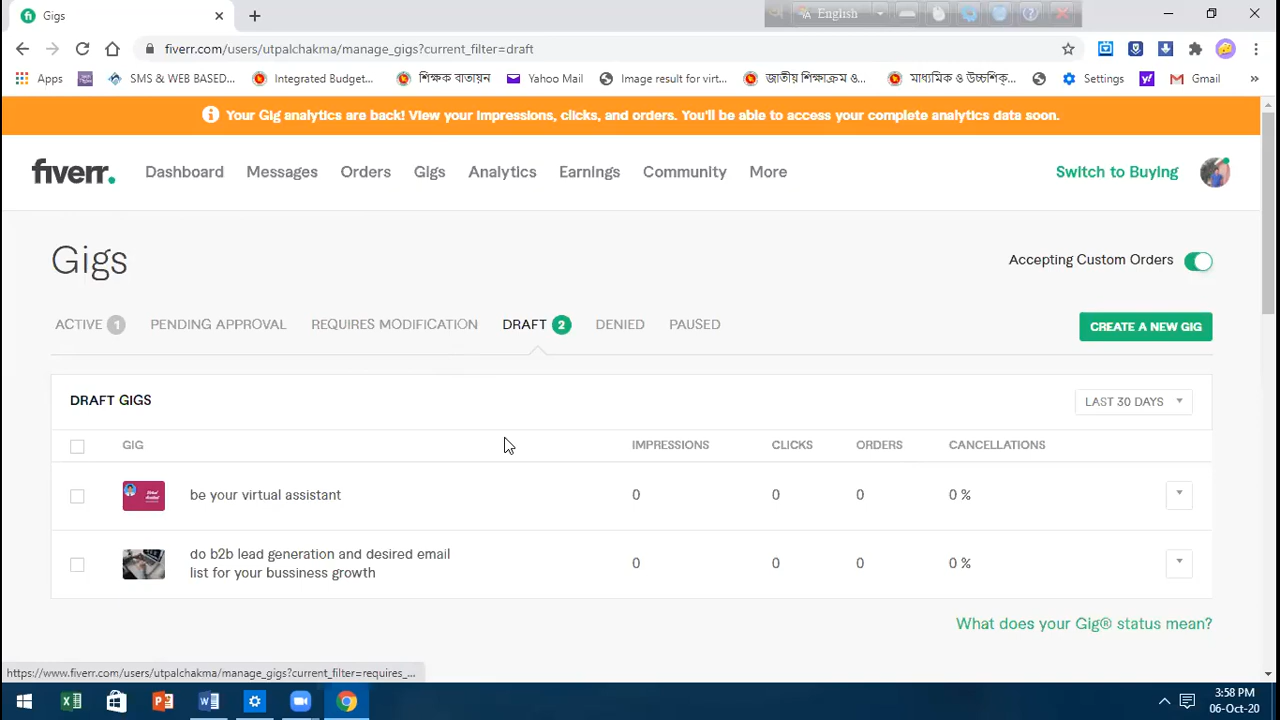 Gigs
English
fiverr.com/users/utpalchakma/manage_gigs?current_filter=draft
Apps
SMS & WEB BASED...
Integrated Budget...
শিক্ষক বাতায়ন
Yahoo Mail
Image result for virt...
জাতীয় শিক্ষাক্রম ও...
মাধ্যমিক ও উচ্চশিক্...
Settings
Gmail
Your Gig analytics are back! View your impressions, clicks, and orders. You'll be able to access your complete analytics data soon.
fiverr.
Dashboard
Messages
Orders
Gigs
Analytics
Earnings
Community
More
Switch to Buying
Gigs
Accepting Custom Orders
ACTIVE 1
PENDING APPROVAL
REQUIRES MODIFICATION
DRAFT 2
DENIED
PAUSED
CREATE A NEW GIG
DRAFT GIGS
LAST 30 DAYS
GIG
IMPRESSIONS
CLICKS
ORDERS
CANCELLATIONS
be your virtual assistant
0
0
0
0 %
do b2b lead generation and desired email
list for your bussiness growth
0
0
0
0 %
What does your Gig® status mean?
https://www.fiverr.com/users/utpalchakma/manage_gigs?current_filter=requires_...
3:58 PM
06-Oct-20